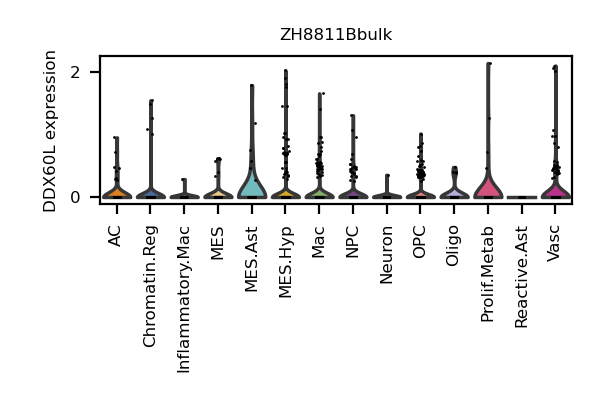 ZH8811Bbulk
DDX60L expression
2
0
AC
Chromatin.Reg
Inflammatory.Mac
MES
MES.Ast
MES.Hyp
Mac
NPC
Neuron
OPC
Oligo
Prolif.Metab
Reactive.Ast
Vasc